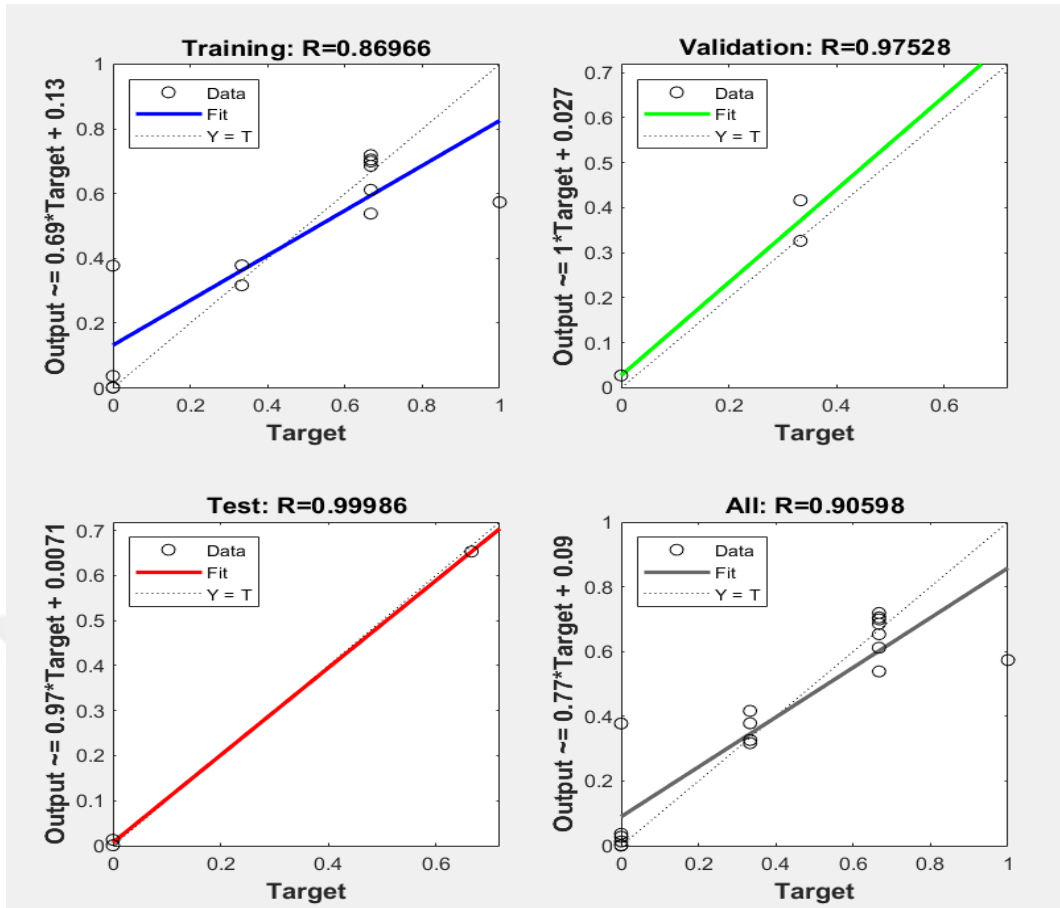 Training: R=0.86966
Output ~= 0.69*Target + 0.13
Data
Fit
Y = T
1
0.8
0.6
0.4
0.2
0
0 0.2 0.4 0.6 0.8 1
Target
Validation: R=0.97528
Output ~= 1*Target + 0.027
Data
Fit
Y = T
0.7
0.6
0.5
0.4
0.3
0.2
0.1
0
0 0.2 0.4 0.6
Target
Test: R=0.99986
Output ~= 0.97*Target + 0.0071
Data
Fit
Y = T
0.7
0.6
0.5
0.4
0.3
0.2
0.1
0
0 0.2 0.4 0.6
Target
All: R=0.90598
Output ~= 0.77*Target + 0.09
Data
Fit
Y = T
1
0.8
0.6
0.4
0.2
0
0 0.2 0.4 0.6 0.8 1
Target